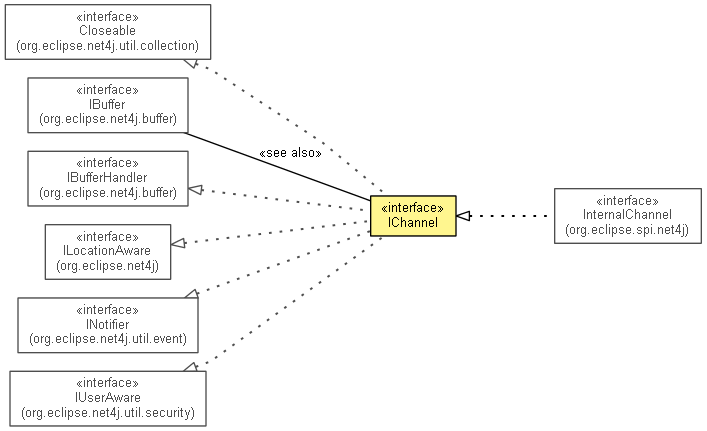 «interface»
Closeable
(org.eclipse.net4j.util.collection)
«interface»
IBuffer
(org.eclipse.net4j.buffer)
«see also»
«interface»
IBufferHandler
(org.eclipse.net4j.buffer)
«interface»
IChannel
«interface»
InternalChannel
(org.eclipse.spi.net4j)
«interface»
ILocationAware
(org.eclipse.net4j)
«interface»
INotifier
(org.eclipse.net4j.util.event)
«interface»
IUserAware
(org.eclipse.net4j.util.security)